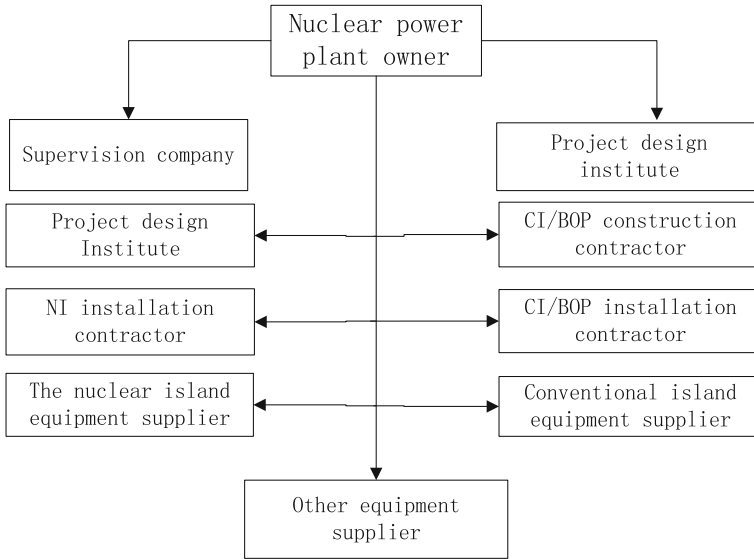 Nuclear power
plant owner
Supervision company
Project design
institute
Project design
Institute
CI/BOP construction
contractor
NI installation
contractor
CI/BOP installation
contractor
The nuclear island
equipment supplier
Conventional island
equipment supplier
Other equipment
supplier